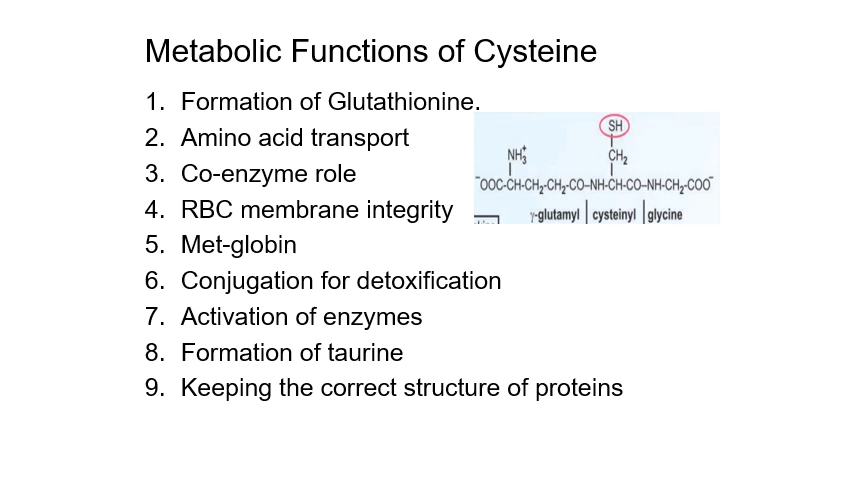 Metabolic Functions of Cysteine
1. Formation of Glutathionine.
2. Amino acid transport
3. Co-enzyme role
4. RBC membrane integrity
5. Met-globin
6. Conjugation for detoxification
7. Activation of enzymes
8. Formation of taurine
9. Keeping the correct structure of proteins
SH
NH₃⁺ CH₂
⁻OOC-CH-CH₂-CH₂-CO-NH-CH-CO-NH-CH₂-COO⁻
γ-glutamyl cysteinyl glycine